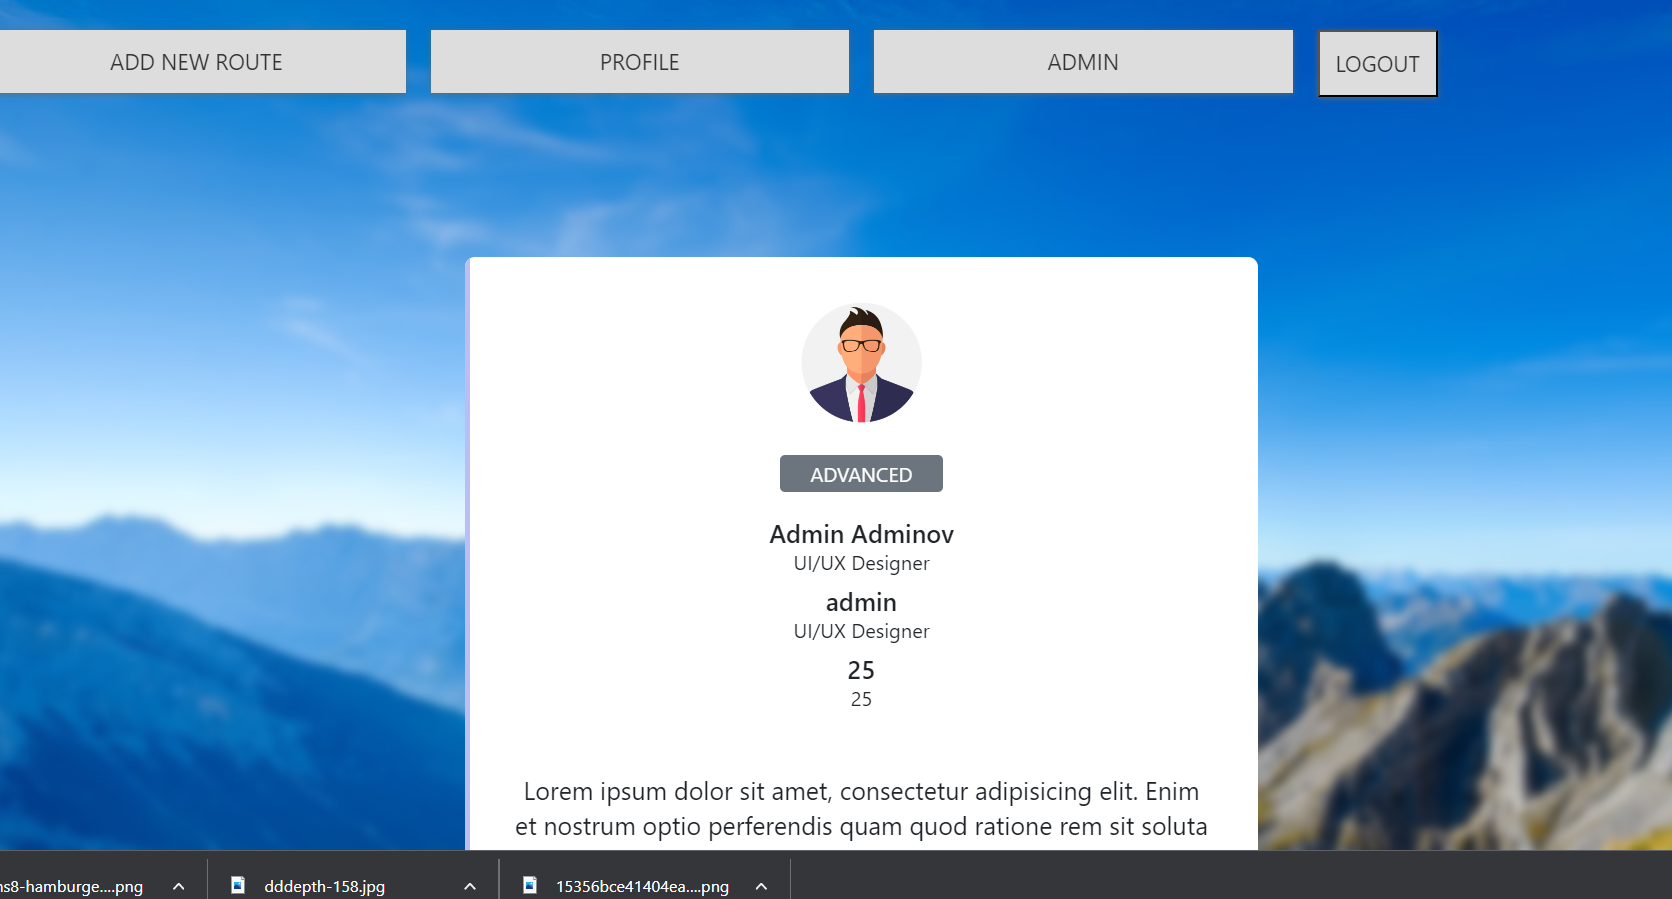 ADD NEW ROUTE
PROFILE
ADMIN
LOGOUT
ADVANCED
Admin Adminov
UI/UX Designer
admin
UI/UX Designer
25
25
Lorem ipsum dolor sit amet, consectetur adipisicing elit. Enim
et nostrum optio perferendis quam quod ratione rem sit soluta
ns8-hamburge....png
dddepth-158.jpg
15356bce41404ea....png